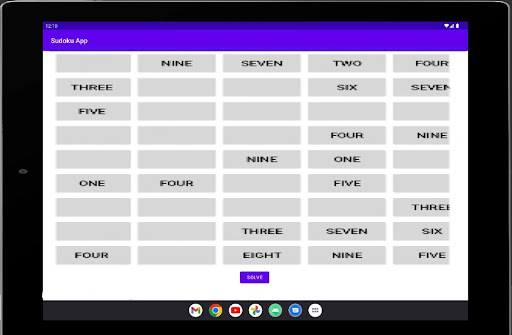 12:10
Sudoku App
NINE SEVEN TWO FOUR
THREE SIX SEVEN
FIVE
FOUR NINE
NINE ONE
ONE FOUR FIVE
THREE
THREE SEVEN SIX
FOUR EIGHT NINE FIVE
SOLVE